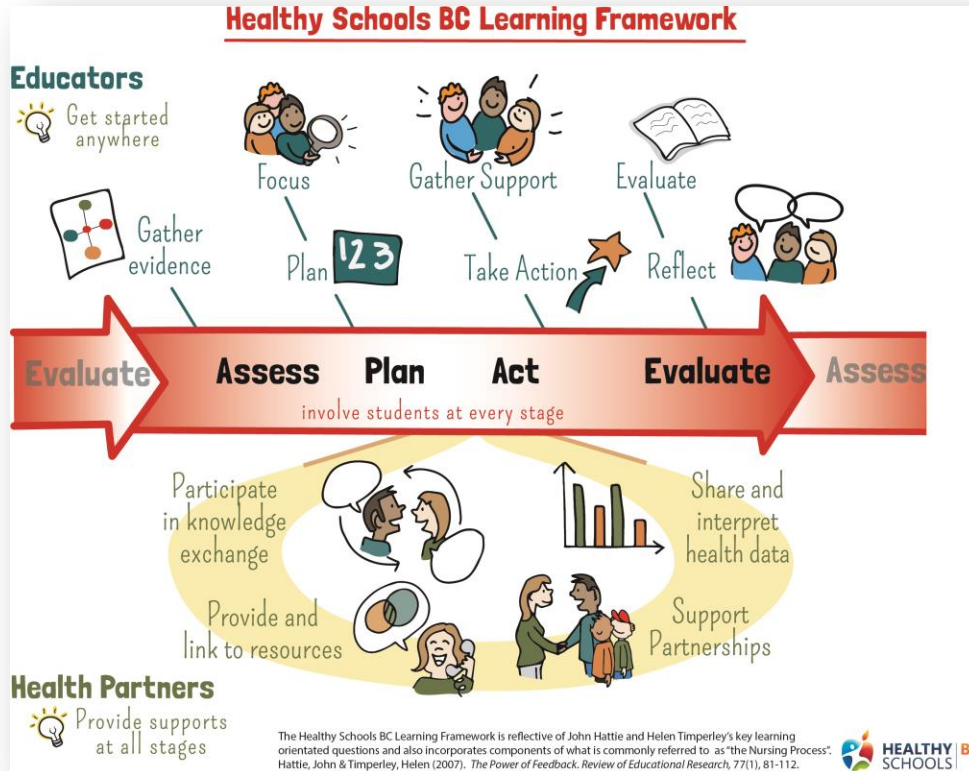 Healthy Schools BC Learning Framework
Educators
Get started
anywhere
Focus
Gather Support
Evaluate
Gather
evidence
Plan
123
Take Action
Reflect
Evaluate
Assess
Plan
Act
Evaluate
Assess
involve students at every stage
Participate
in knowledge
exchange
Share and
interpret
health data
Provide and
link to resources
Support
Partnerships
Health Partners
Provide supports
at all stages
The Healthy Schools BC Learning Framework is reflective of John Hattie and Helen Timperley's key learning
orientated questions and also incorporates components of what is commonly referred to as "the Nursing Process".
Hattie, John & Timperley, Helen (2007). The Power of Feedback. Review of Educational Research, 77(1), 81-112.
HEALTHY
SCHOOLS